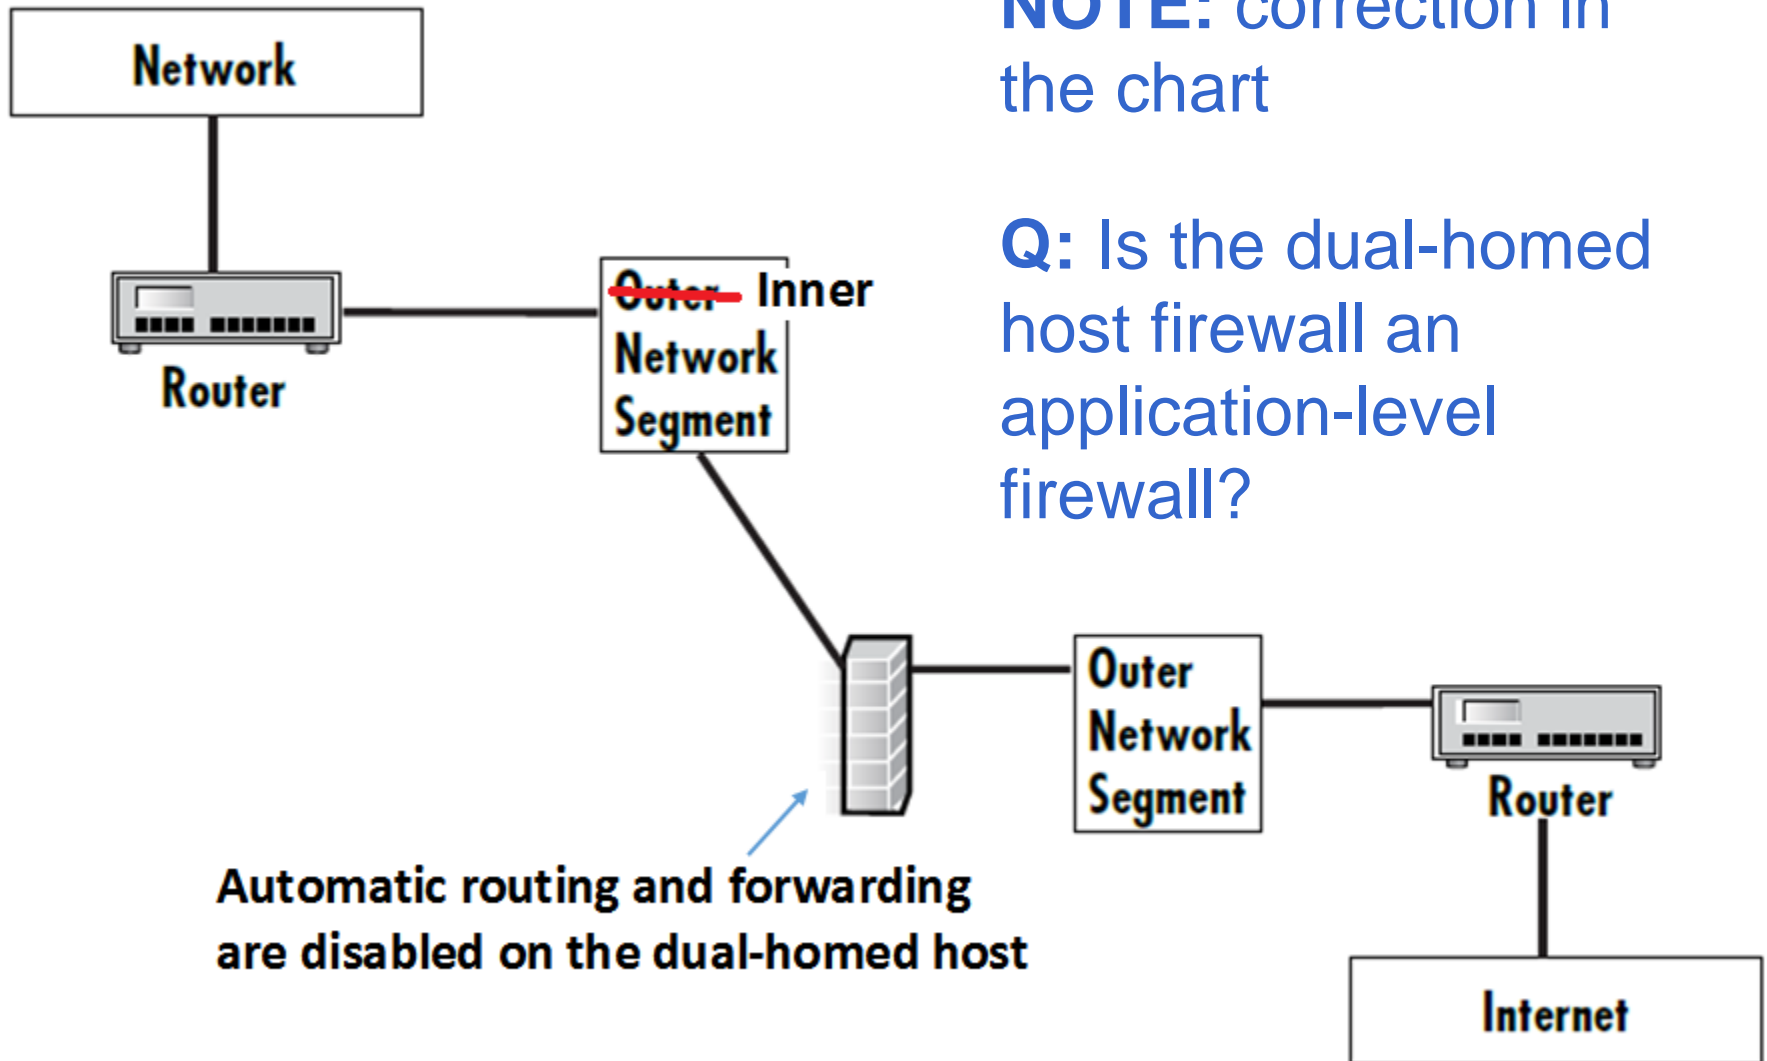 NOTE: correction in
the chart
Network
Q: Is the dual-homed
host firewall an
application-level
firewall?
Outer Inner
Network
Segment
Router
Outer
Network
Segment
Router
Automatic routing and forwarding
are disabled on the dual-homed host
Internet